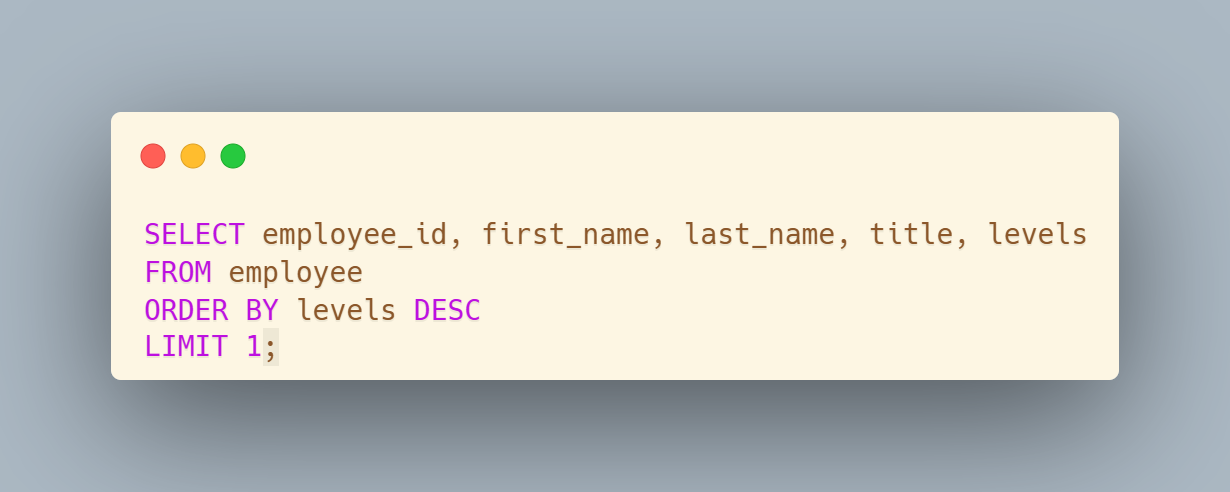 SELECT employee_id, first_name, last_name, title, levels
FROM employee
ORDER BY levels DESC
LIMIT 1;